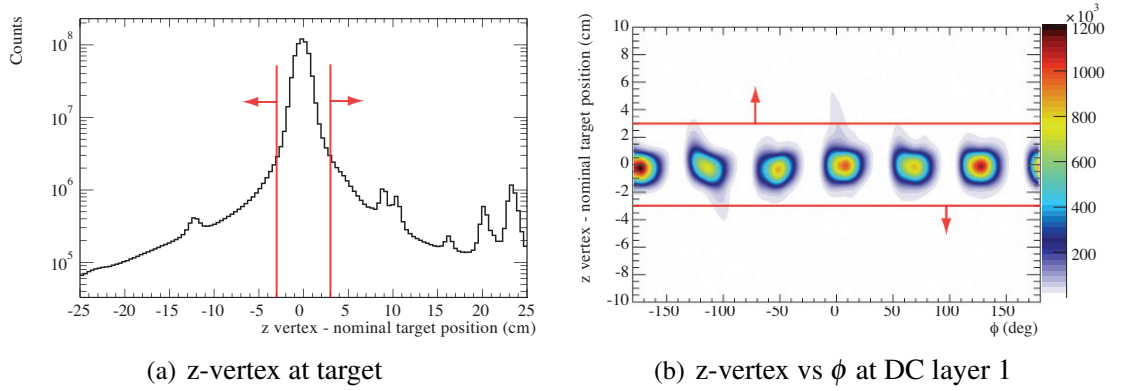 Counts
10^8
10^7
10^6
10^5
-25 -20 -15 -10 -5 0 5 10 15 20 25
z vertex - nominal target position (cm)
(a) z-vertex at target
z vertex - nominal target position (cm)
10
8
6
4
2
0
-2
-4
-6
-8
-10
-150 -100 -50 0 50 100 150
ϕ (deg)
×10^3
1200
1000
800
600
400
200
(b) z-vertex vs ϕ at DC layer 1